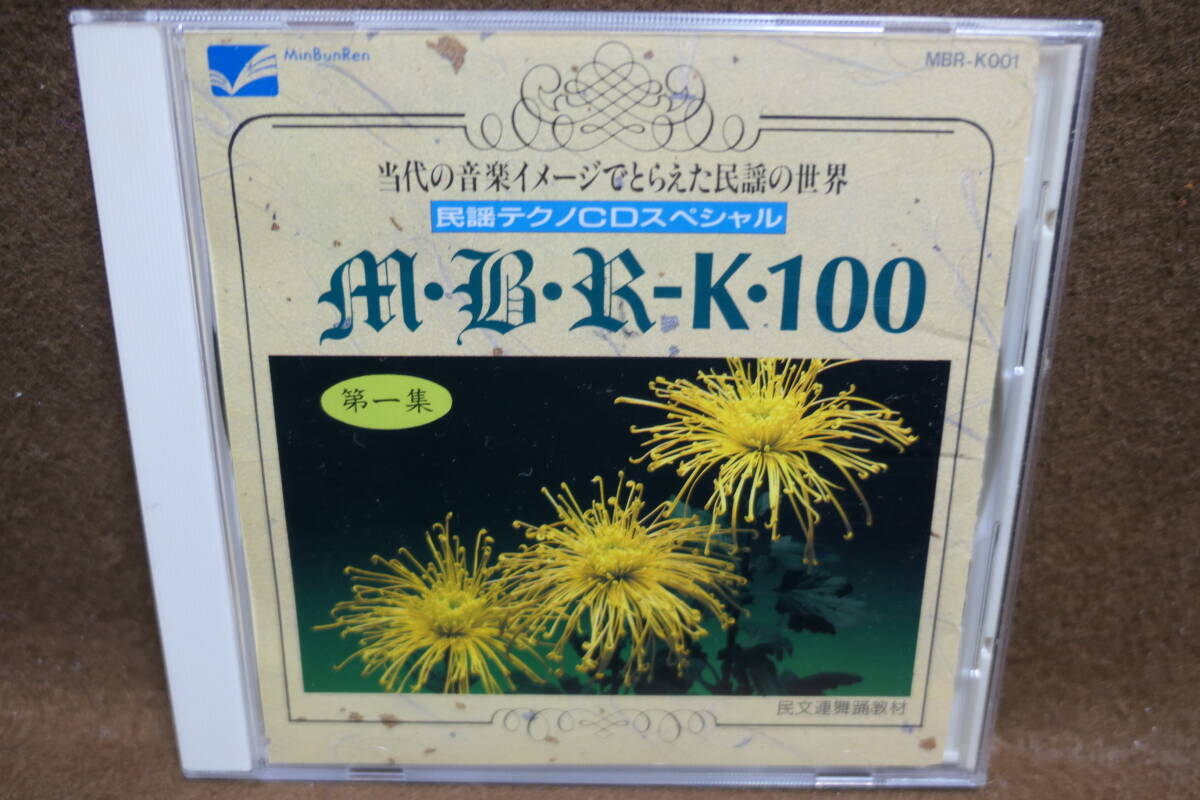 MinBunRen
MBR-K001
当代の音楽イメージでとらえた民謡の世界
民謡テクノCDスペシャル
M・B・R-K・100
第一集
民文連舞踊教材